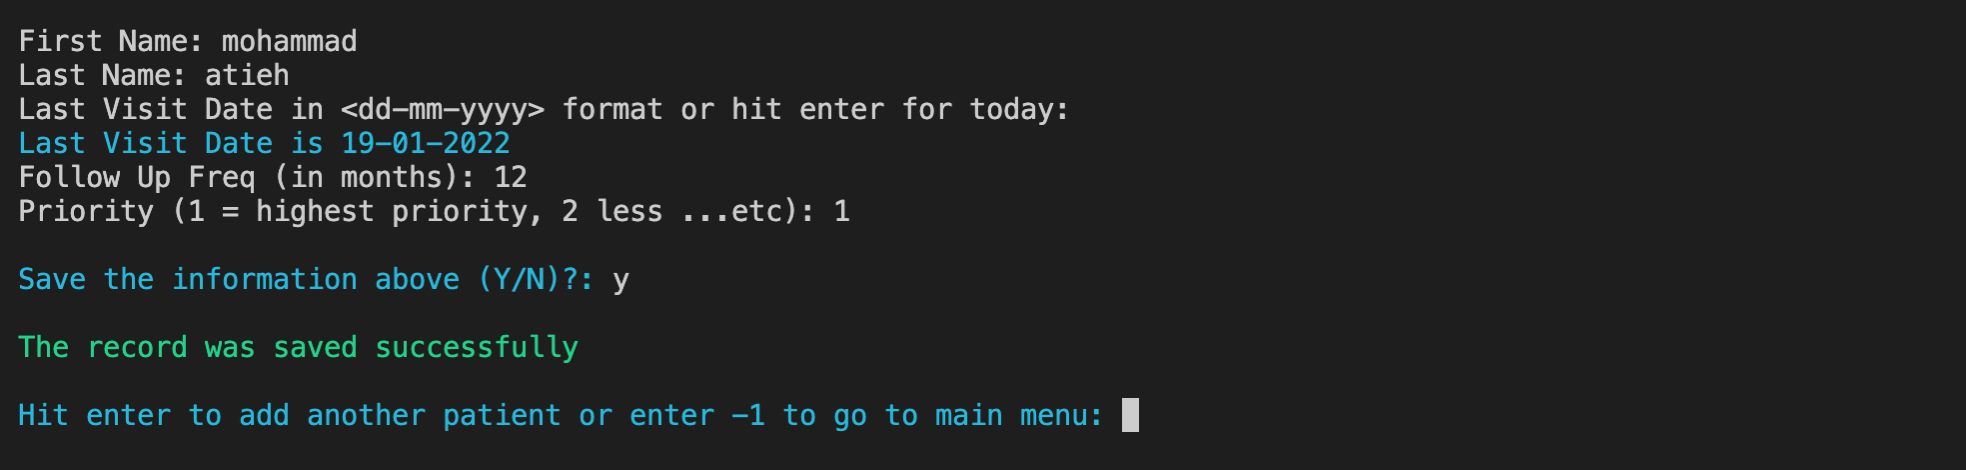 First Name: mohammad
Last Name: atieh
Last Visit Date in <dd-mm-yyyy> format or hit enter for today:
Last Visit Date is 19-01-2022
Follow Up Freq (in months): 12
Priority (1 = highest priority, 2 less ...etc): 1
Save the information above (Y/N)?: y
The record was saved successfully
Hit enter to add another patient or enter -1 to go to main menu: